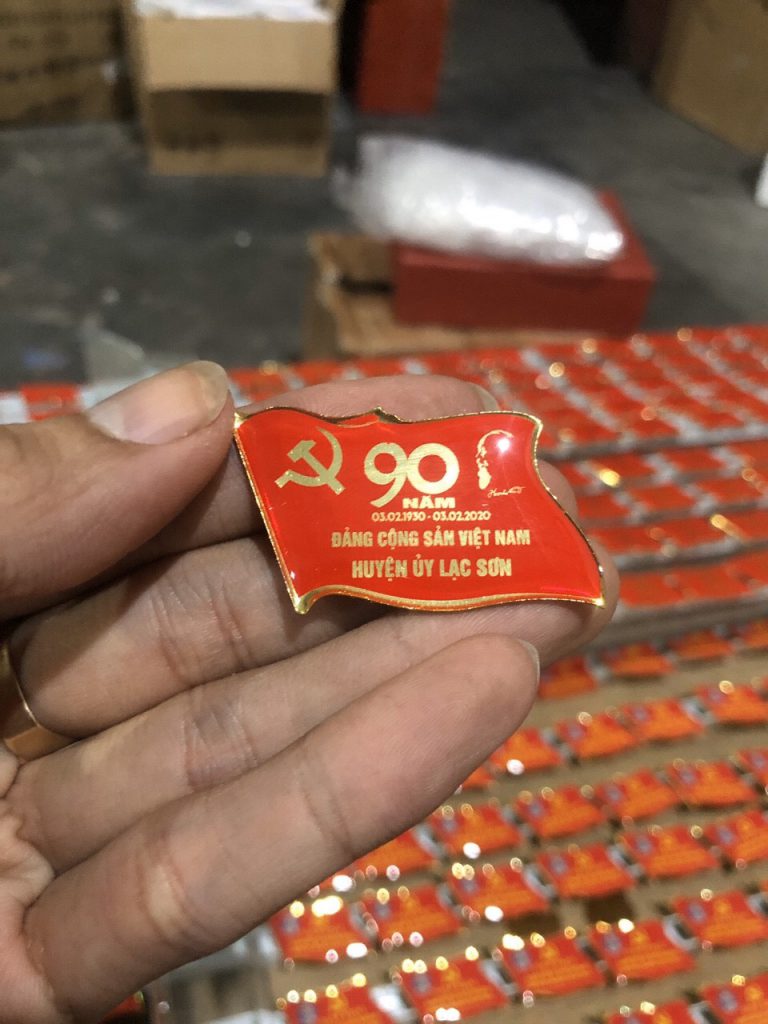 90
NĂM
03.02.1930 - 03.02.2020
ĐẢNG CỘNG SẢN VIỆT NAM
HUYỆN ỦY LẠC SƠN